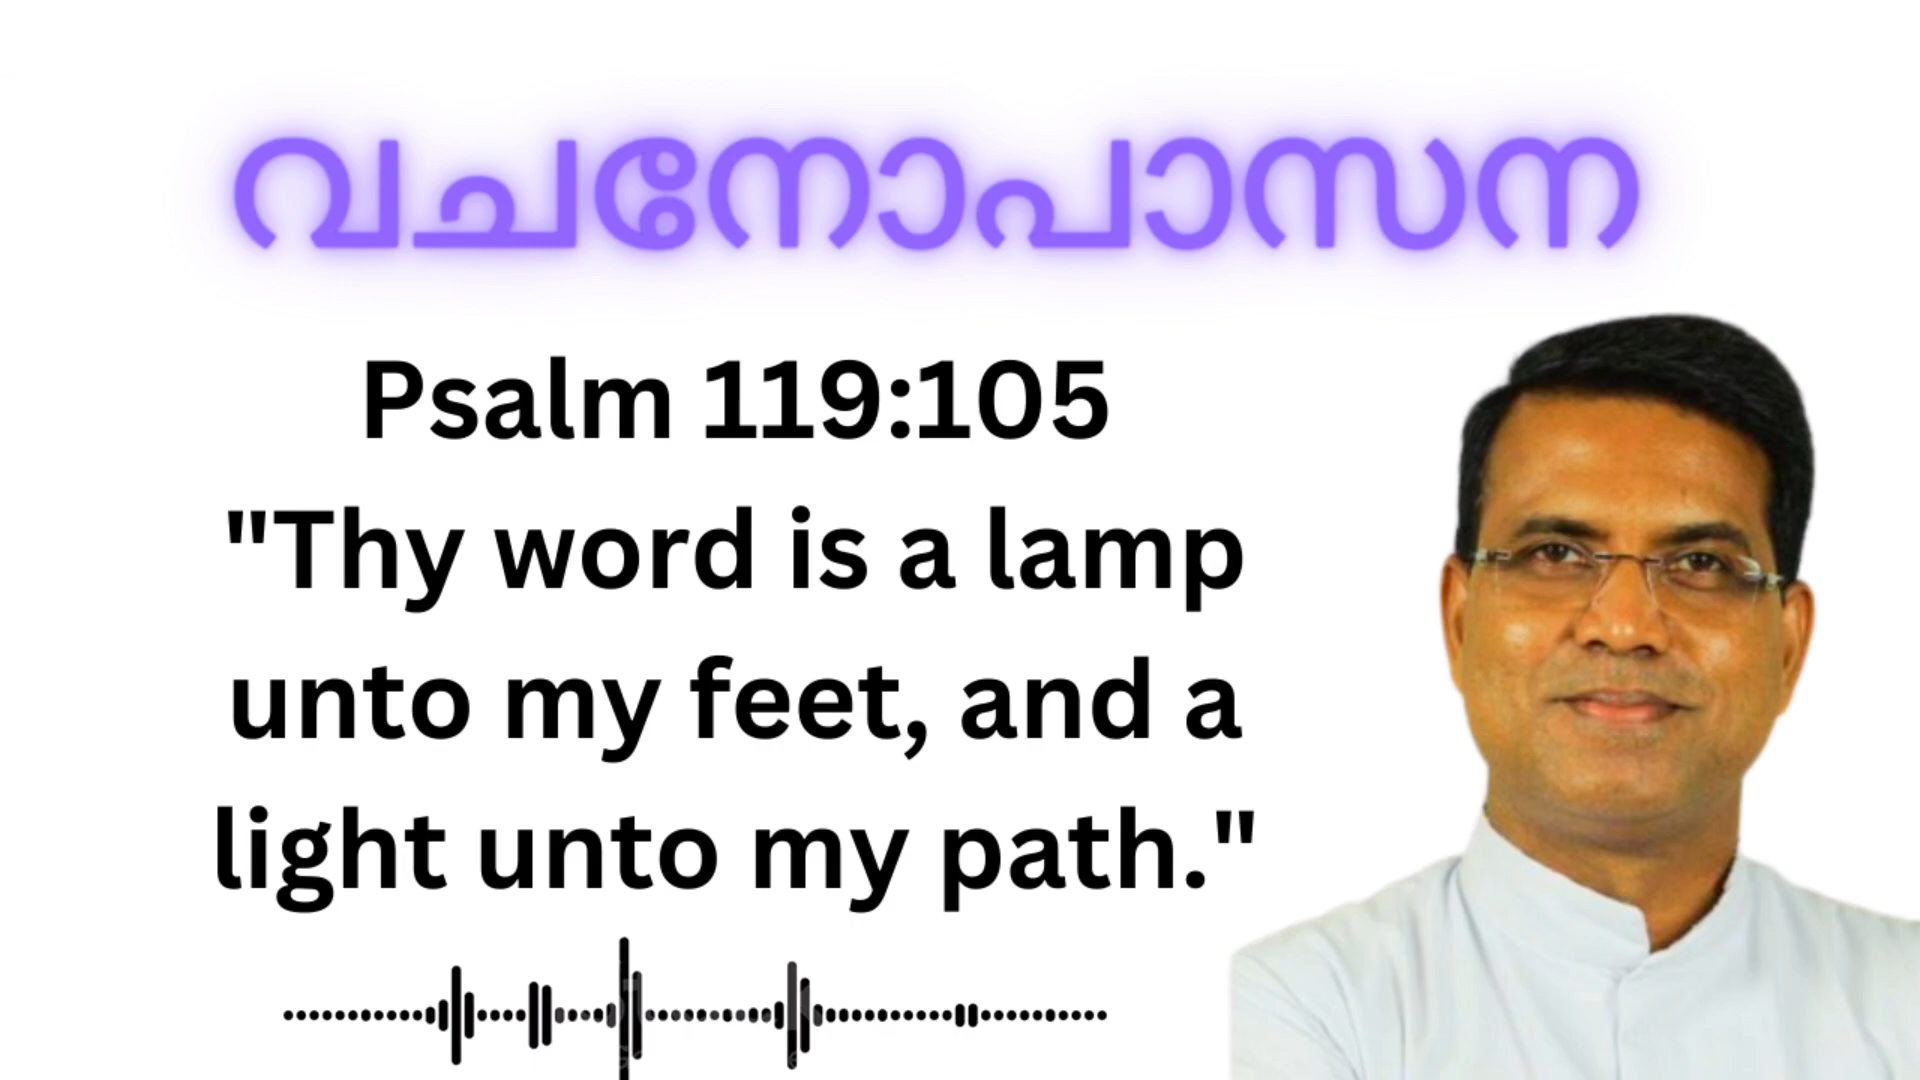 വചനോപാസന
Psalm 119:105
"Thy word is a lamp
unto my feet, and a
light unto my path."